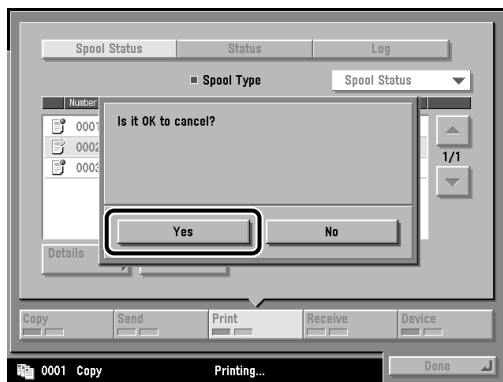 Spool Status Status Log
Spool Type Spool Status
Number
Is it OK to cancel?
0001
0002
0003
1/1
Yes No
Details
Copy Send Print Receive Device
0001 Copy Printing... Done